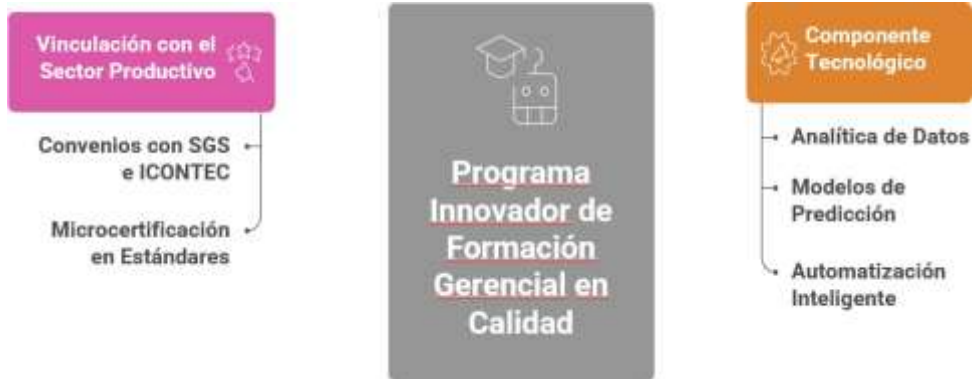 Vinculación con el
Sector Productivo
Convenios con SGS
e ICONTEC
Microcertificación
en Estándares
Programa
Innovador de
Formación
Gerencial en
Calidad
Componente
Tecnológico
Analítica de Datos
Modelos de
Predicción
Automatización
Inteligente